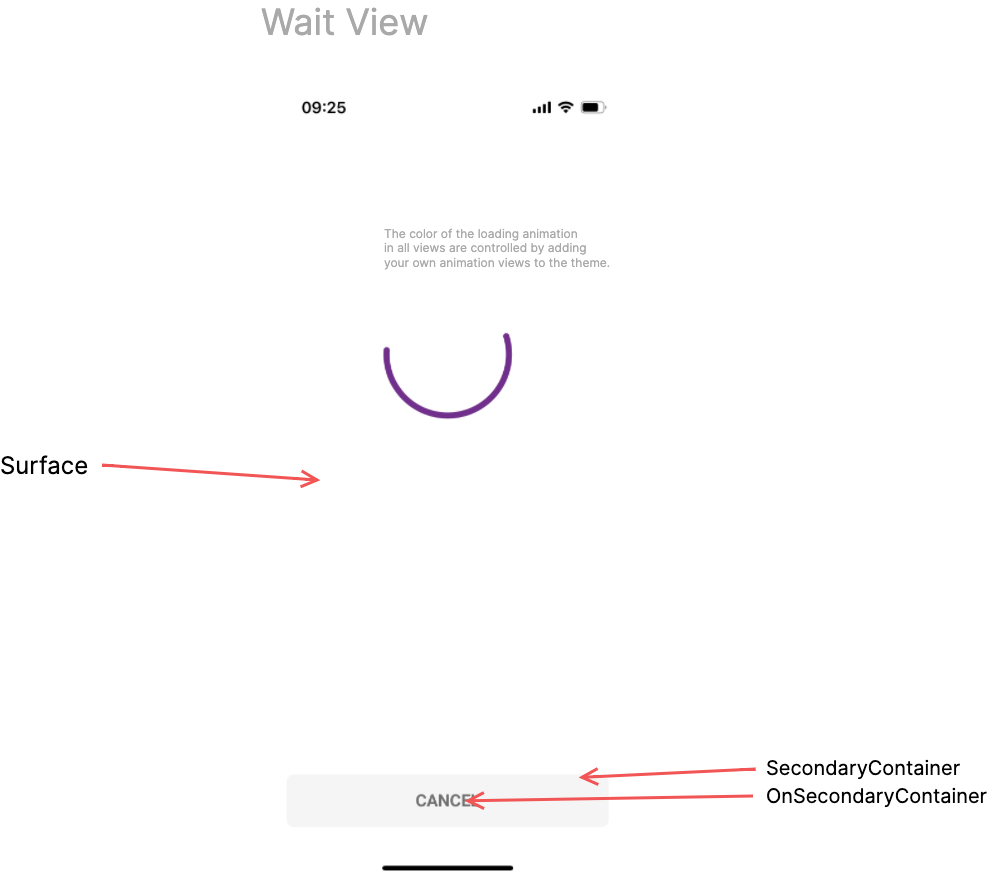 Wait View
09:25
The color of the loading animation
in all views are controlled by adding
your own animation views to the theme.
Surface
SecondaryContainer
OnSecondaryContainer
CANCEL